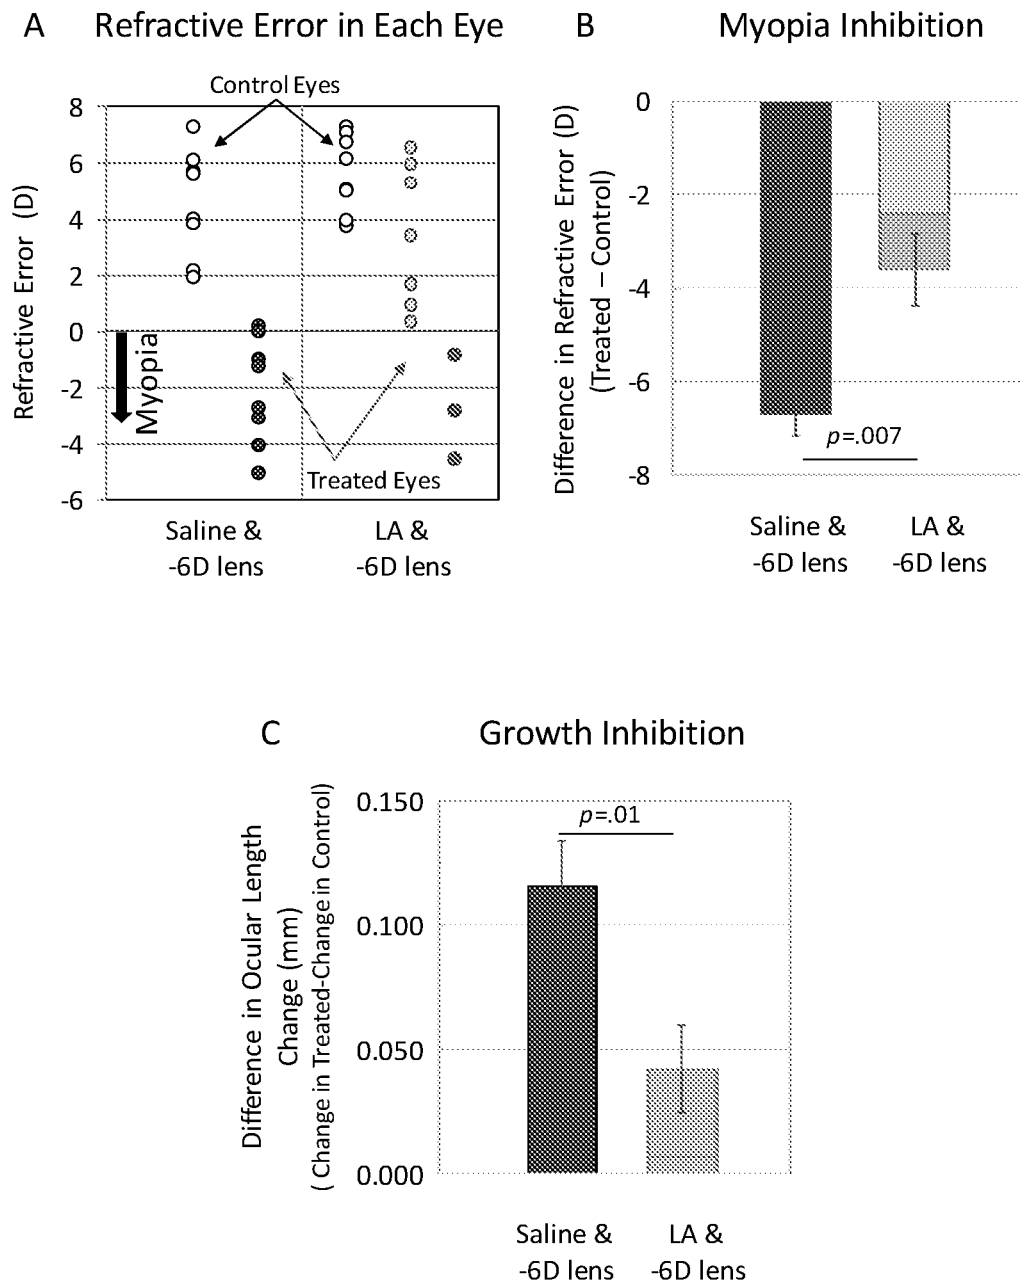 A Refractive Error in Each Eye
Control Eyes
Refractive Error (D)
8
6
4
2
0
-2
-4
-6
Myopia
Treated Eyes
Saline &
-6D lens
LA &
-6D lens
B Myopia Inhibition
Difference in Refractive Error (D)
(Treated – Control)
0
-2
-4
-6
-8
p=.007
Saline &
-6D lens
LA &
-6D lens
C Growth Inhibition
Difference in Ocular Length
Change (mm)
( Change in Treated-Change in Control)
0.150
0.100
0.050
0.000
p=.01
Saline &
-6D lens
LA &
-6D lens